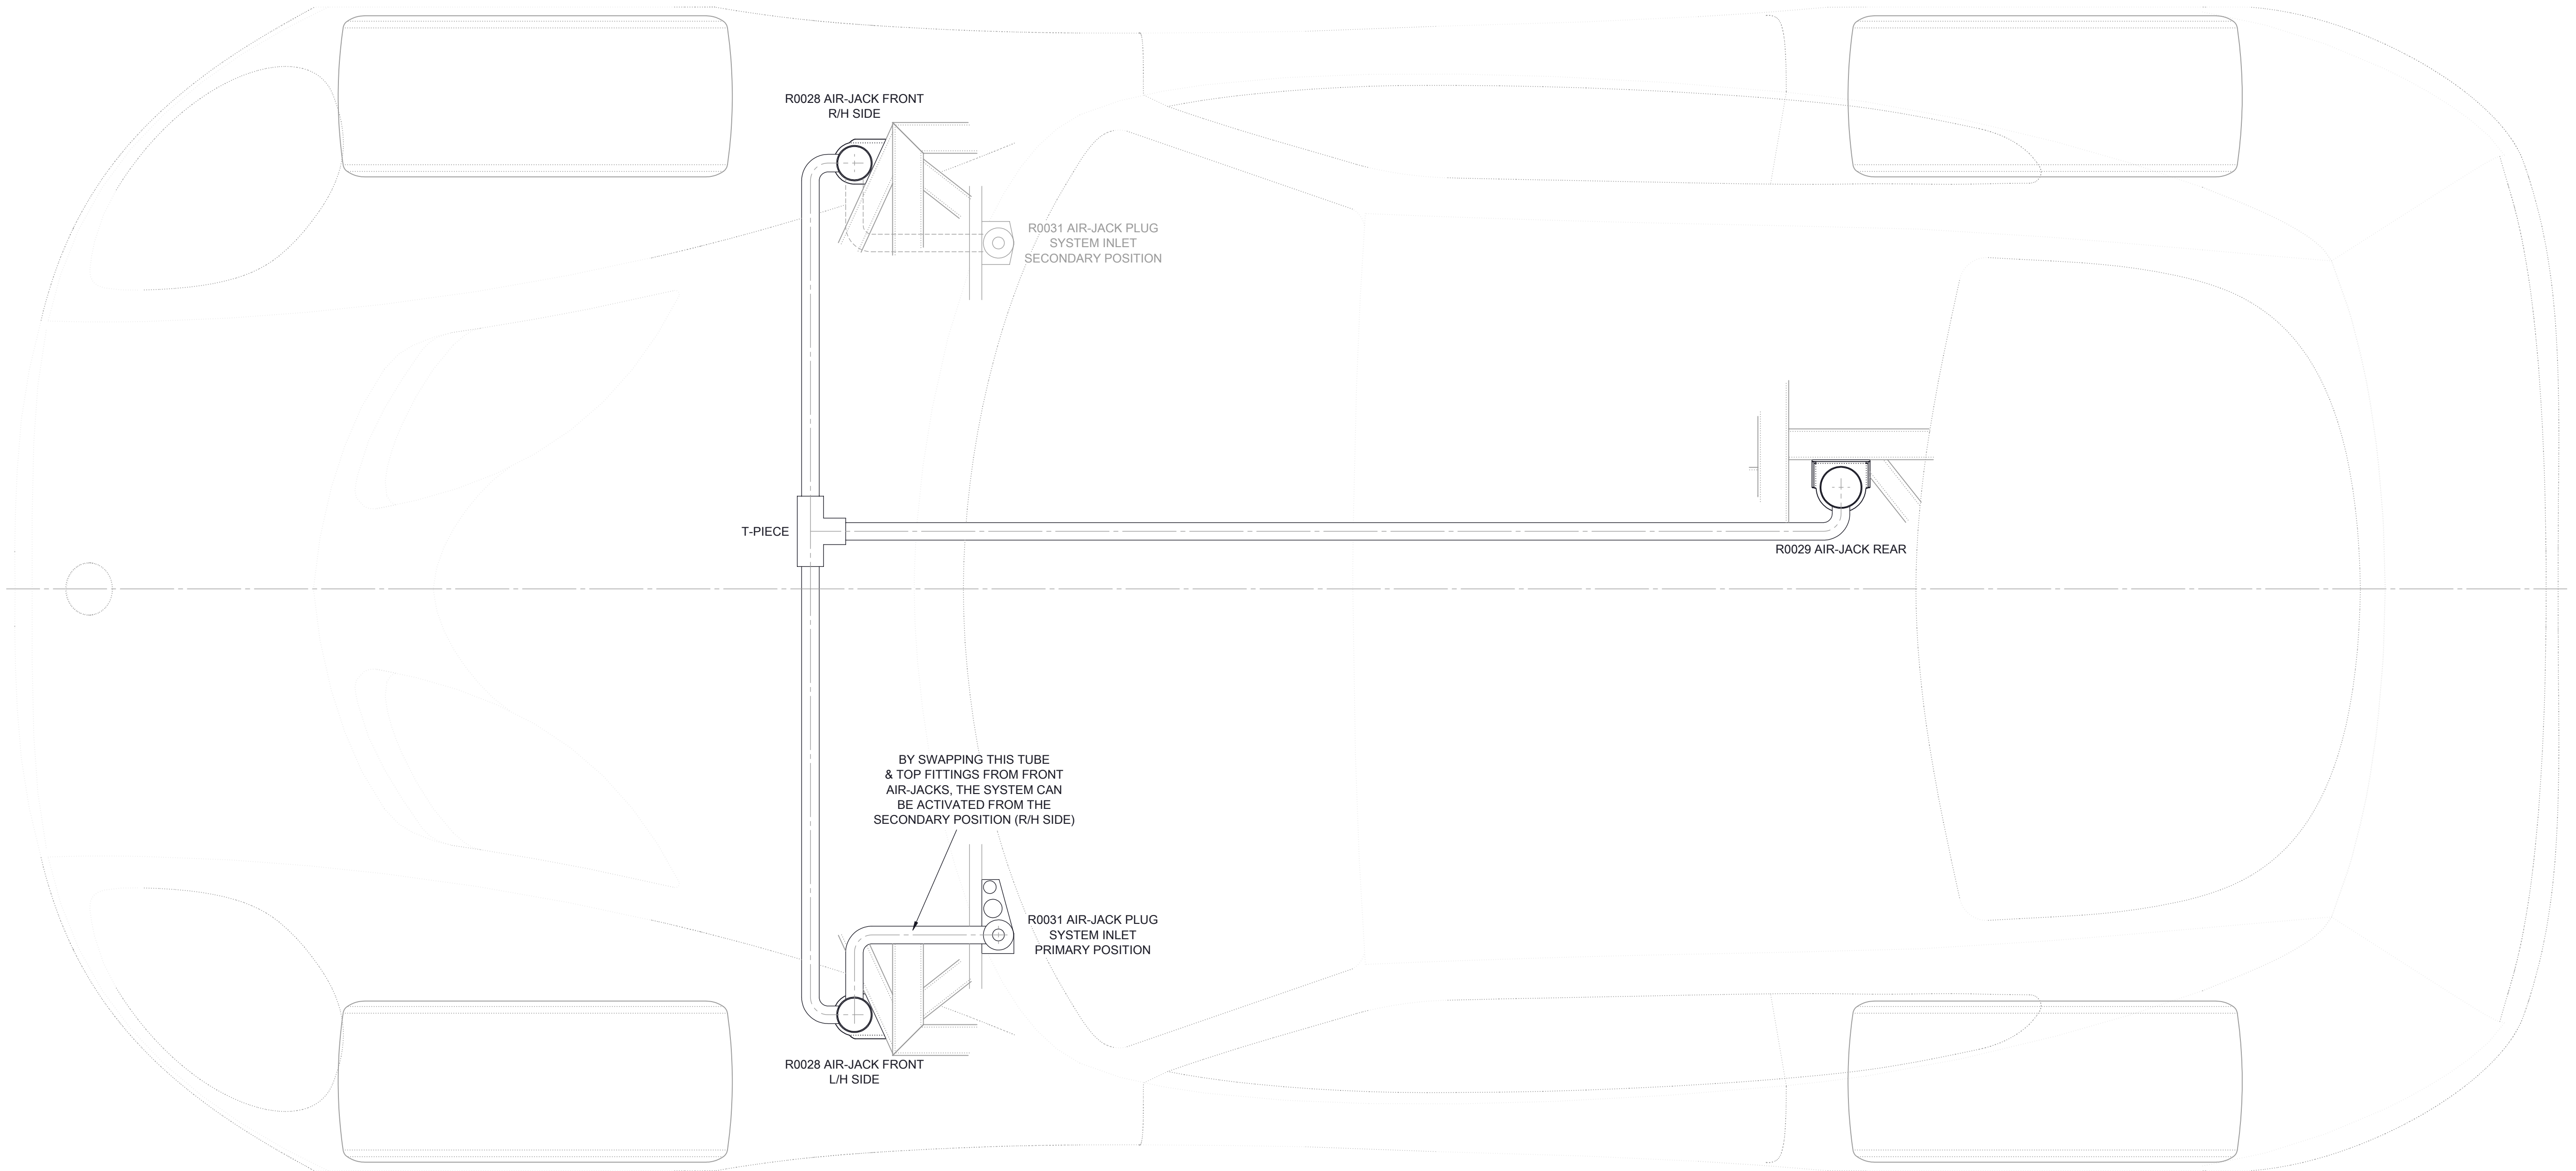 R0028 AIR-JACK FRONT
R/H SIDE
R0031 AIR-JACK PLUG
SYSTEM INLET
SECONDARY POSITION
T-PIECE
R0029 AIR-JACK REAR
BY SWAPPING THIS TUBE
& TOP FITTINGS FROM FRONT
AIR-JACKS, THE SYSTEM CAN
BE ACTIVATED FROM THE
SECONDARY POSITION (R/H SIDE)
R0031 AIR-JACK PLUG
SYSTEM INLET
PRIMARY POSITION
R0028 AIR-JACK FRONT
L/H SIDE